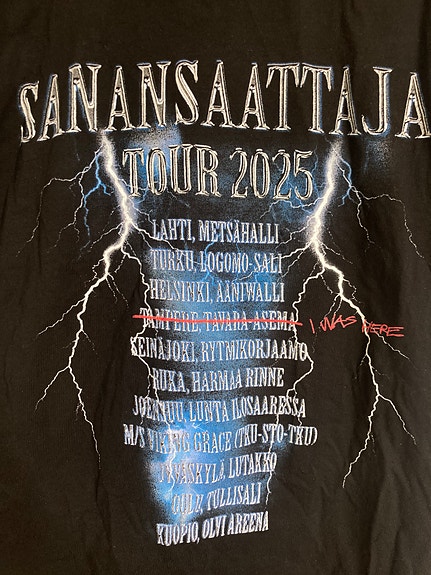 SANANSAATTAJA
TOUR 2025
LAHTI, METSÄHALLI
TURKU, LOGOMO-SALI
HELSINKI, ÄÄNIWALLI
TAMPERE TAVARA-ASEMA I WAS HERE
SEINÄJOKI, RYTMIKORJAAMO
RUKA, HARMAA RINNE
JOENSUU, LUNTA ILOSAARESSA
M/S VIKING GRACE (TKU-STO-TKU)
JYVÄSKYLÄ, LUTAKKO
OULU, TULLISALI
KUOPIO, OLVI AREENA